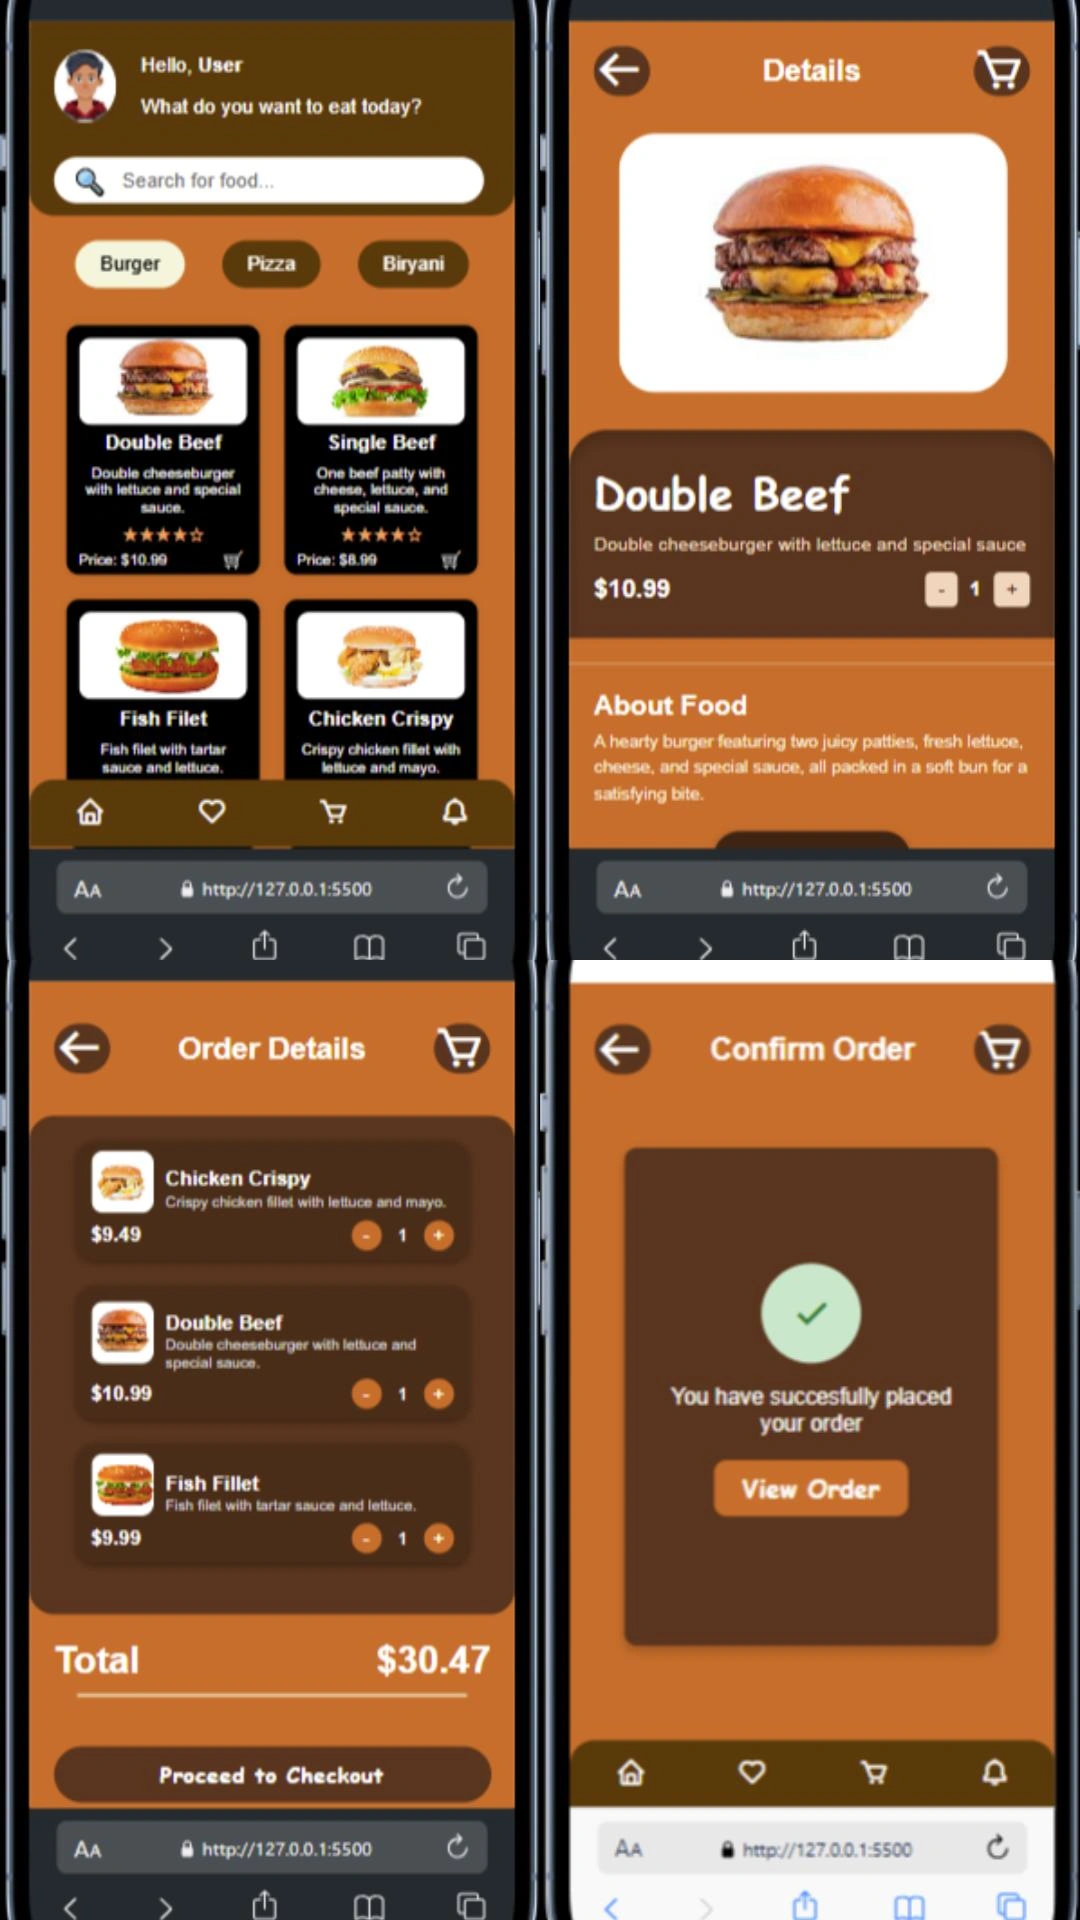 Hello, User
What do you want to eat today?
Search for food...
Burger
Pizza
Biryani
Double Beef
Double cheeseburger
with lettuce and special
sauce.
★★★★☆
Price: $10.99
Single Beef
One beef patty with
cheese, lettuce, and
special sauce.
★★★★☆
Price: $8.99
Fish Filet
Fish filet with tartar
sauce and lettuce.
Chicken Crispy
Crispy chicken fillet with
lettuce and mayo.
AA
http://127.0.0.1:5500
Details
Double Beef
Double cheeseburger with lettuce and special sauce
$10.99
- 1 +
About Food
A hearty burger featuring two juicy patties, fresh lettuce,
cheese, and special sauce, all packed in a soft bun for a
satisfying bite.
AA
http://127.0.0.1:5500
Order Details
Chicken Crispy
Crispy chicken fillet with lettuce and mayo.
$9.49
- 1 +
Double Beef
Double cheeseburger with lettuce and
special sauce.
$10.99
- 1 +
Fish Fillet
Fish filet with tartar sauce and lettuce.
$9.99
- 1 +
Total
$30.47
Proceed to Checkout
AA
http://127.0.0.1:5500
Confirm Order
You have succesfully placed
your order
View Order
AA
http://127.0.0.1:5500